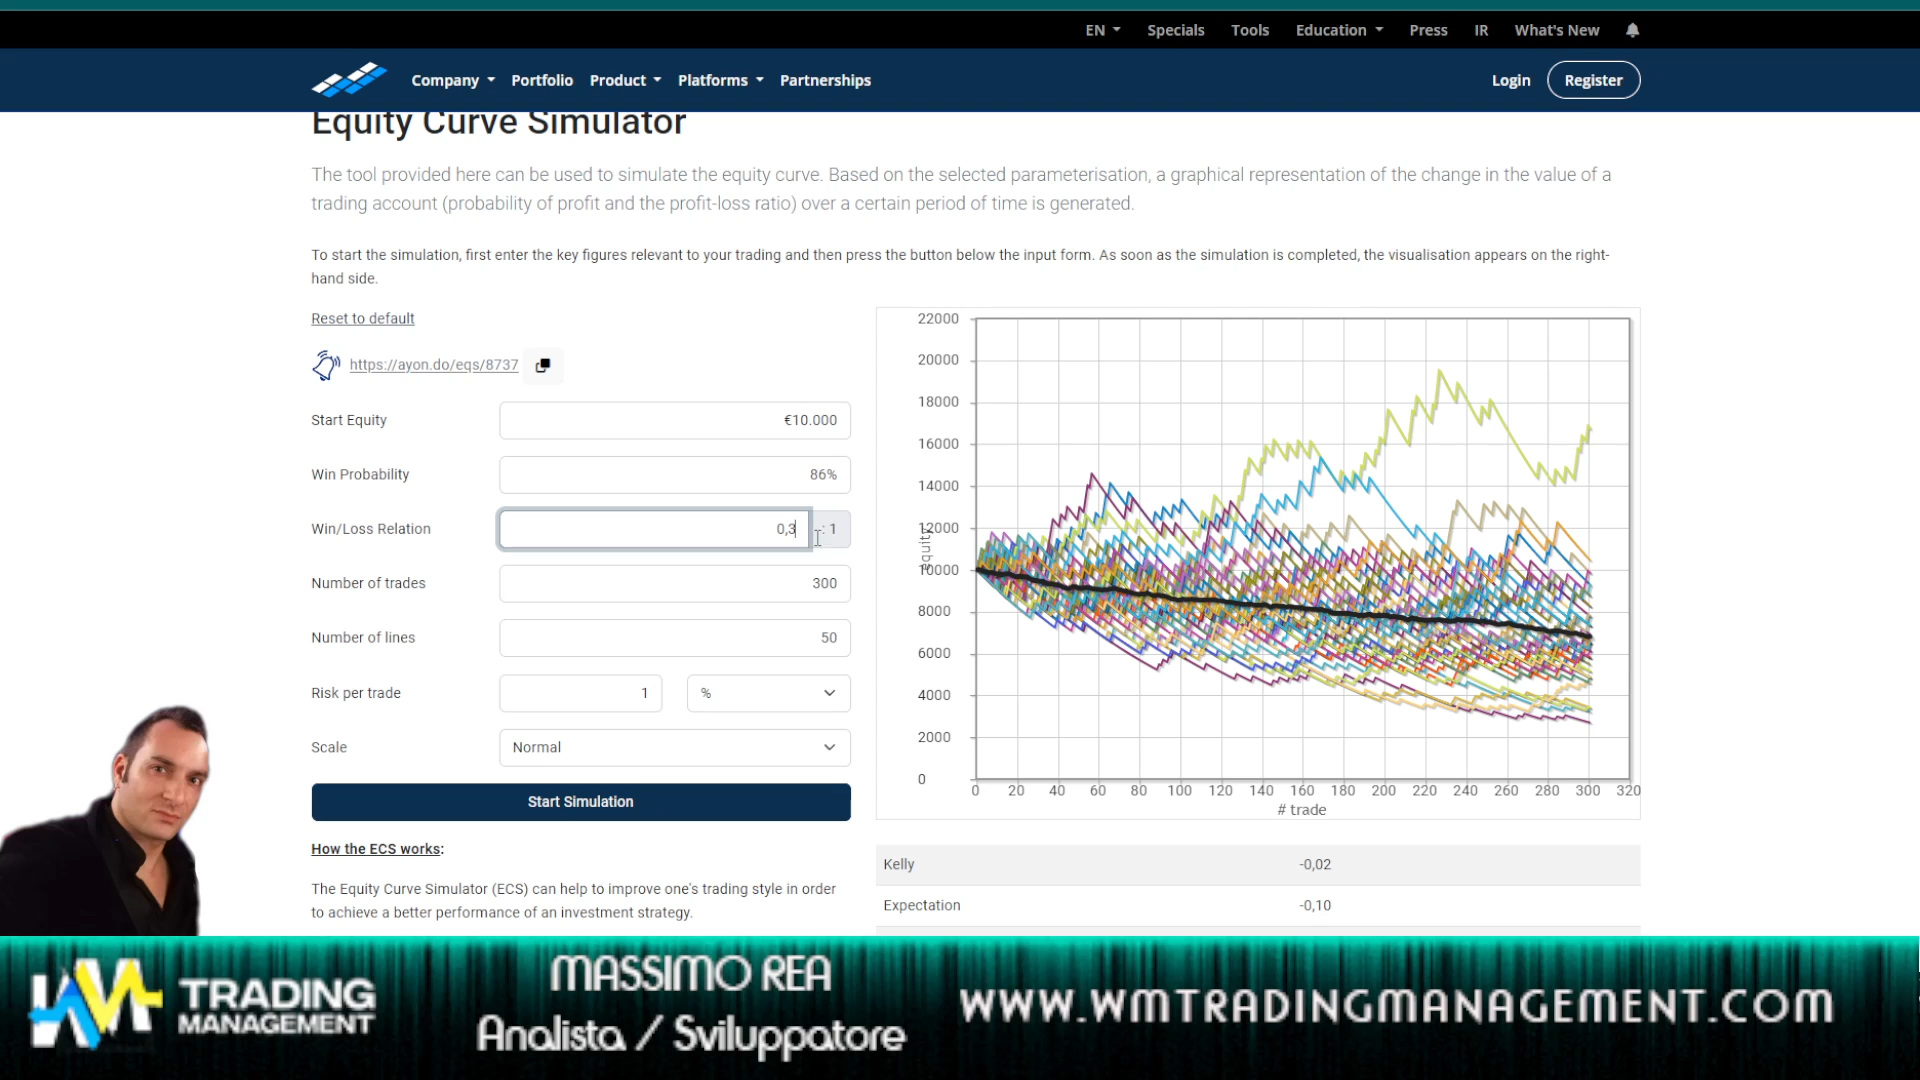 EN Specials Tools Education Press IR What's New
Company Portfolio Product Platforms Partnerships Login Register
Equity Curve Simulator
The tool provided here can be used to simulate the equity curve. Based on the selected parameterisation, a graphical representation of the change in the value of a
trading account (probability of profit and the profit-loss ratio) over a certain period of time is generated.
To start the simulation, first enter the key figures relevant to your trading and then press the button below the input form. As soon as the simulation is completed, the visualisation appears on the right-
hand side.
Reset to default
https://ayon.do/eqs/8737
Start Equity €10.000
Win Probability 86%
Win/Loss Relation 0,3 : 1
Number of trades 300
Number of lines 50
Risk per trade 1 %
Scale Normal
Start Simulation
How the ECS works:
The Equity Curve Simulator (ECS) can help to improve one's trading style in order
to achieve a better performance of an investment strategy.
22000
20000
18000
16000
14000
12000
10000
8000
6000
4000
2000
0
Equity
0 20 40 60 80 100 120 140 160 180 200 220 240 260 280 300 320
# trade
Kelly -0,02
Expectation -0,10
WM TRADING
MANAGEMENT
MASSIMO REA
Analista / Sviluppatore
WWW.WMTRADINGMANAGEMENT.COM